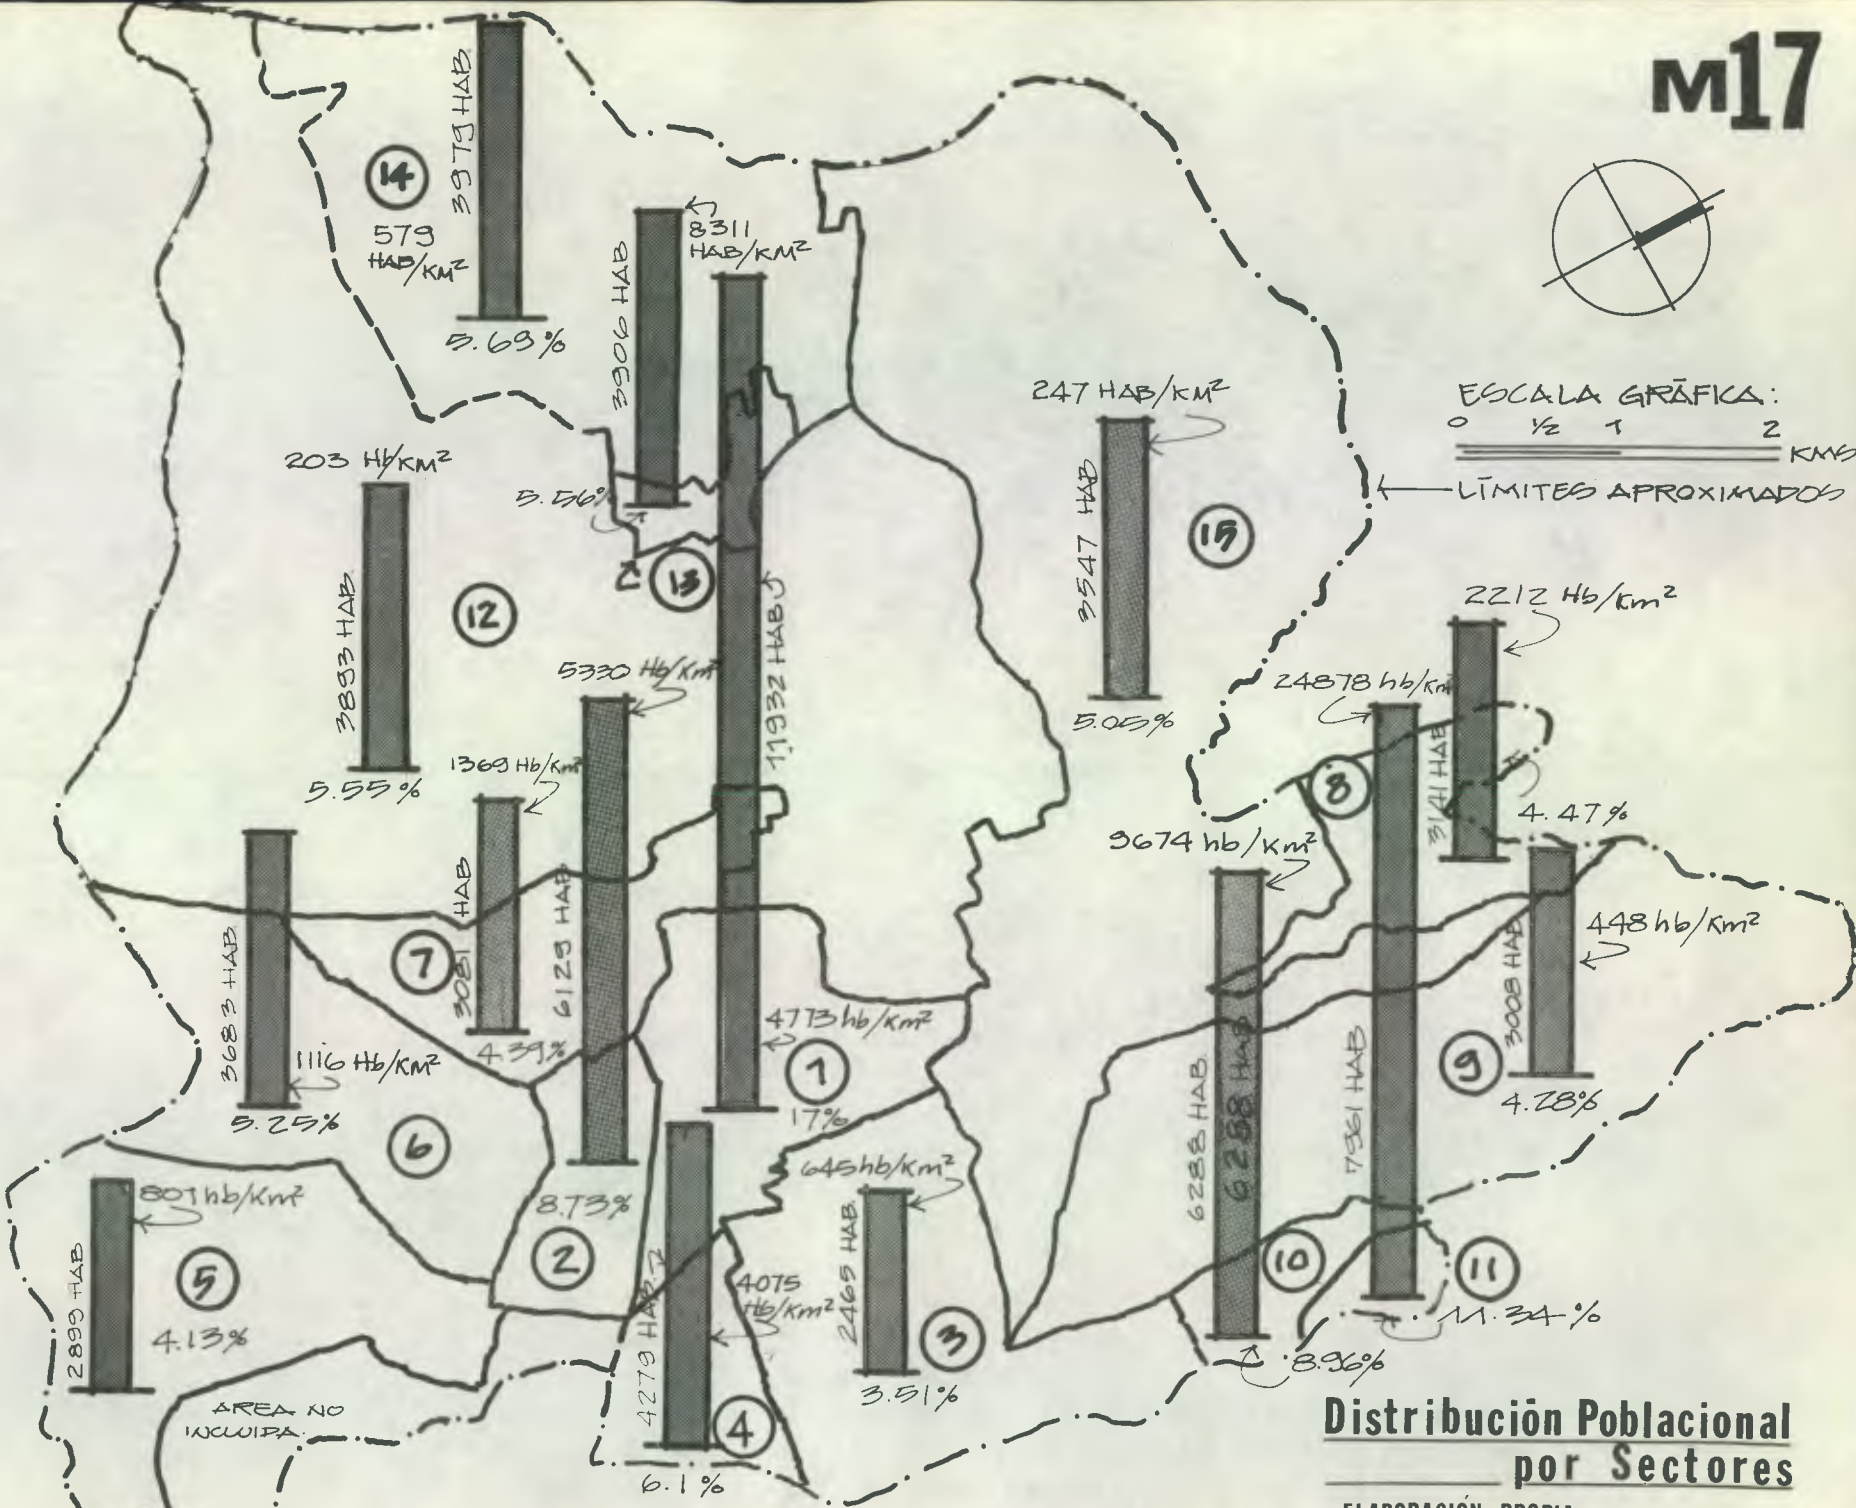 M17
3979 HAB.
14
579
HAB/KM²
5.69%
3906 HAB
8311
HAB/KM²
5.56%
13
11932 HAB
247 HAB/KM²
3547 HAB
15
5.05%
ESCALA GRÁFICA:
0 ½ 1 2
KMS
LÍMITES APROXIMADOS
203 Hb/KM²
3893 HAB.
12
5.55%
5330 Hb/Km²
1369 Hb/Km²
3081 HAB
7
4.39%
6129 HAB
3683 HAB.
1116 Hb/KM²
5.25%
6
2212 Hb/Km²
24878 hb/Km
3141 HAB
8
4.47%
9674 hb/Km²
448 hb/Km²
3008 HAB
9
4.28%
4773 hb/Km²
1
17%
6288 HAB.
6288 HAB
7961 HAB
801 hb/Km²
2899 HAB
5
4.13%
8.73%
2
645 hb/Km²
2465 HAB.
3
3.51%
4075
Hb/Km²
4279 HAB.
4
6.1%
10
11
11.34%
8.96%
AREA NO
INCLUIDA.
Distribución Poblacional
por Sectores
ELABORACIÓN PROPIA